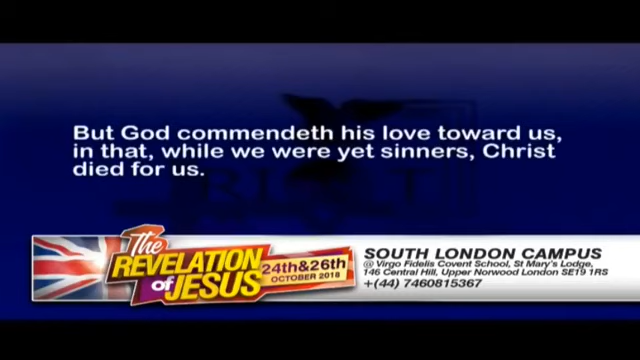 But God commendeth his love toward us,
in that, while we were yet sinners, Christ
died for us.
The
REVELATION
of JESUS
24th&26th
OCTOBER 2018
SOUTH LONDON CAMPUS
@ Virgo Fidelis Covent School, St Mary's Lodge,
146 Central Hill, Upper Norwood London SE19 1RS
+(44) 7460815367